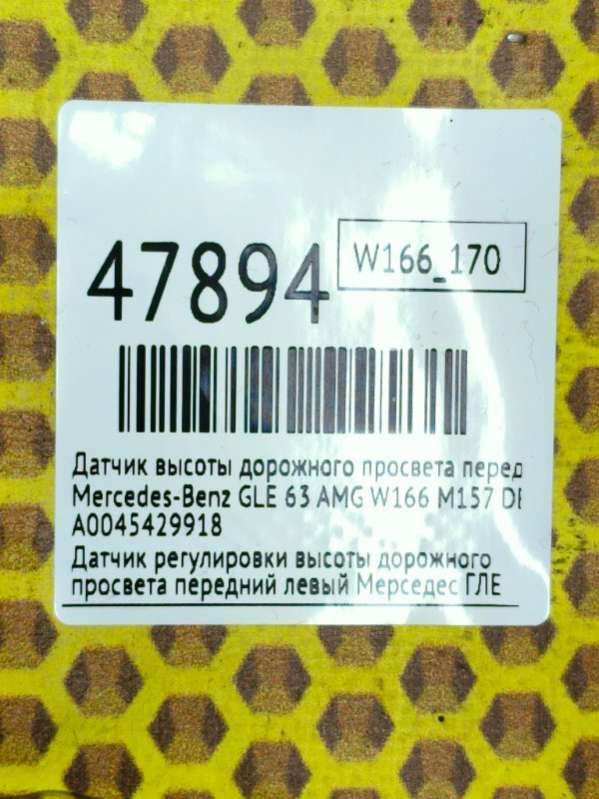 47894
W166_170
Датчик высоты дорожного просвета перед
Mercedes-Benz GLE 63 AMG W166 M157 DE
A0045429918
Датчик регулировки высоты дорожного
просвета передний левый Мерседес ГЛЕ